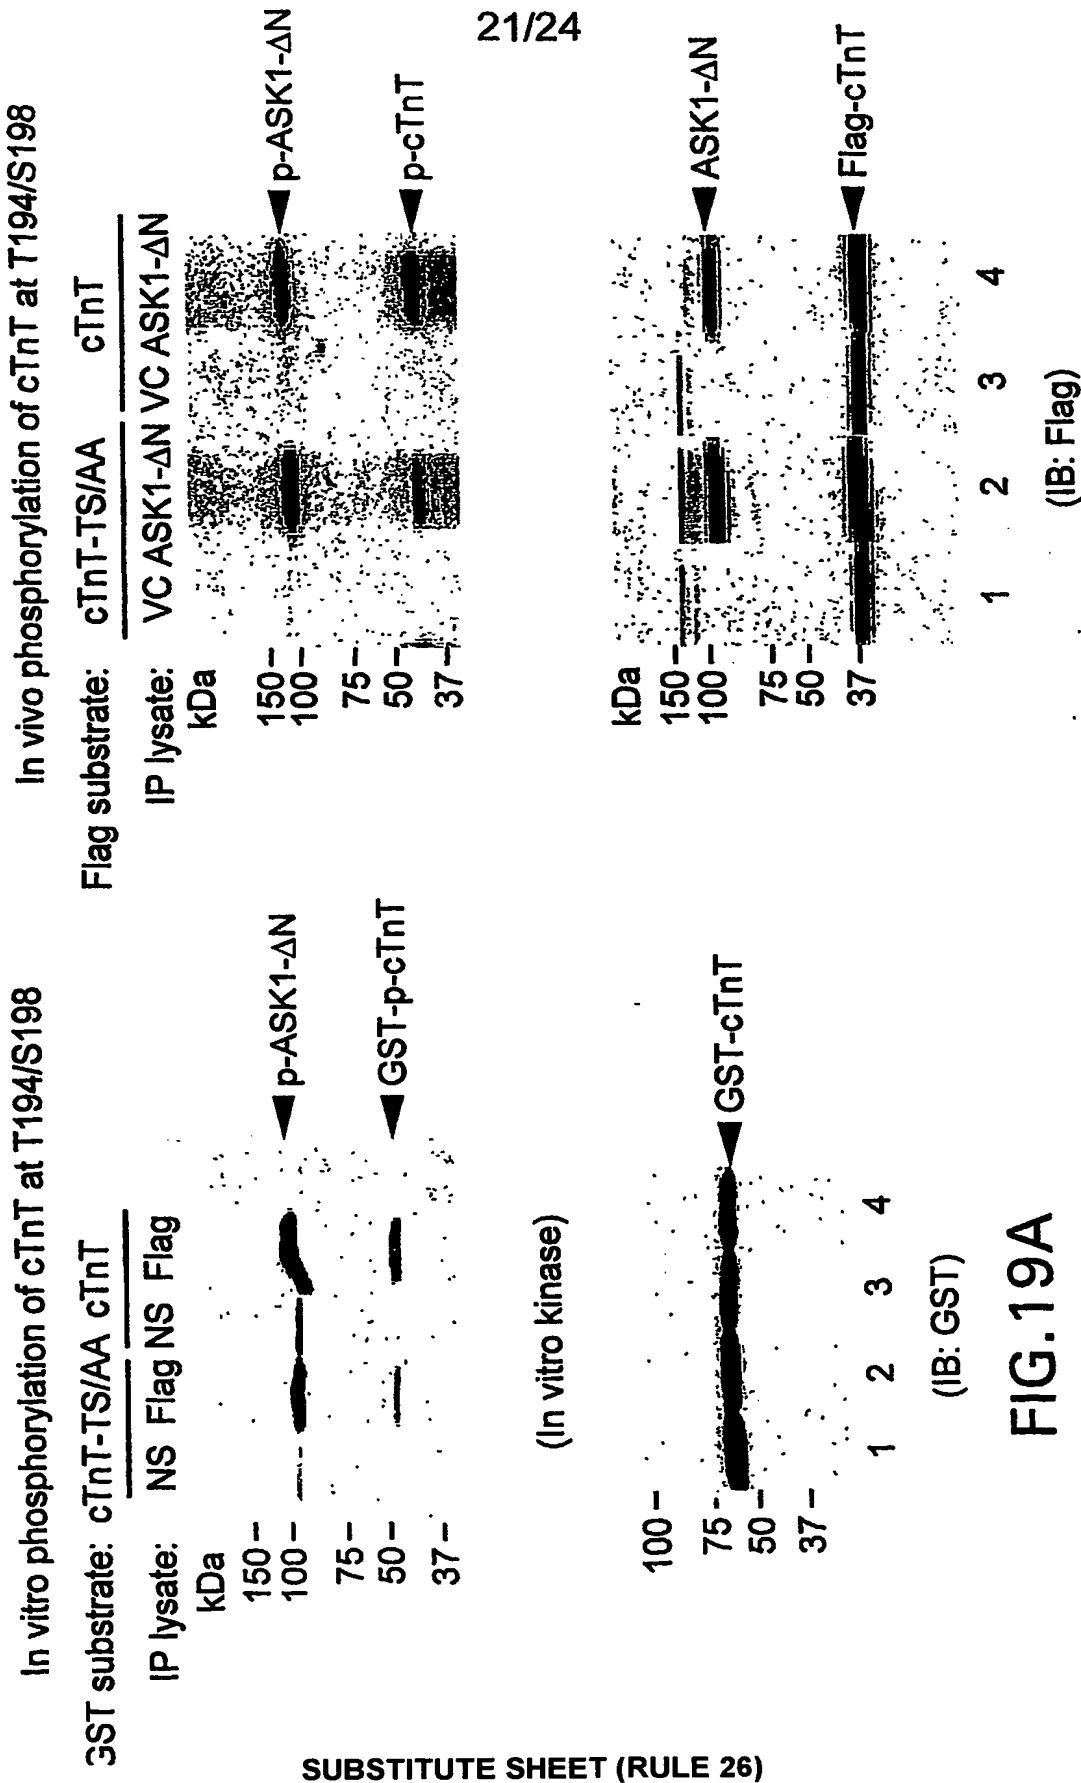 21/24
In vitro phosphorylation of cTnT at T194/S198
GST substrate: cTnT-TS/AA cTnT
IP lysate: NS Flag NS Flag
kDa
150
100
75
50
37
p-ASK1-ΔN
GST-p-cTnT
(In vitro kinase)
100
75
50
37
GST-cTnT
1 2 3 4
(IB: GST)
In vivo phosphorylation of cTnT at T194/S198
Flag substrate: cTnT-TS/AA cTnT
IP lysate: VC ASK1-ΔN VC ASK1-ΔN
kDa
150
100
75
50
37
p-ASK1-ΔN
p-cTnT
kDa
150
100
75
50
37
ASK1-ΔN
Flag-cTnT
1 2 3 4
(IB: Flag)
FIG.19A
SUBSTITUTE SHEET (RULE 26)